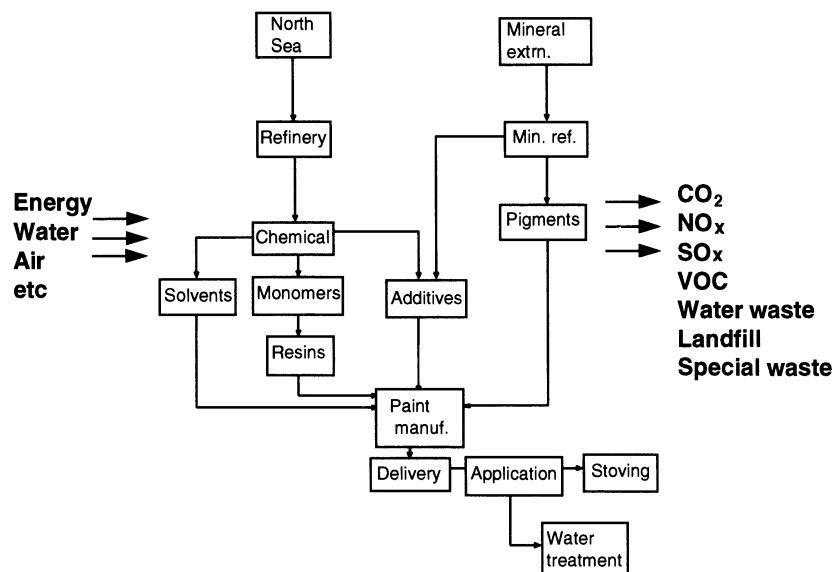 North
Sea
Mineral
extrn.
Refinery
Min. ref.
Energy
Water
Air
etc
Chemical
Pigments
CO₂
NOₓ
SOₓ
VOC
Water waste
Landfill
Special waste
Solvents
Monomers
Additives
Resins
Paint
manuf.
Delivery
Application
Stoving
Water
treatment